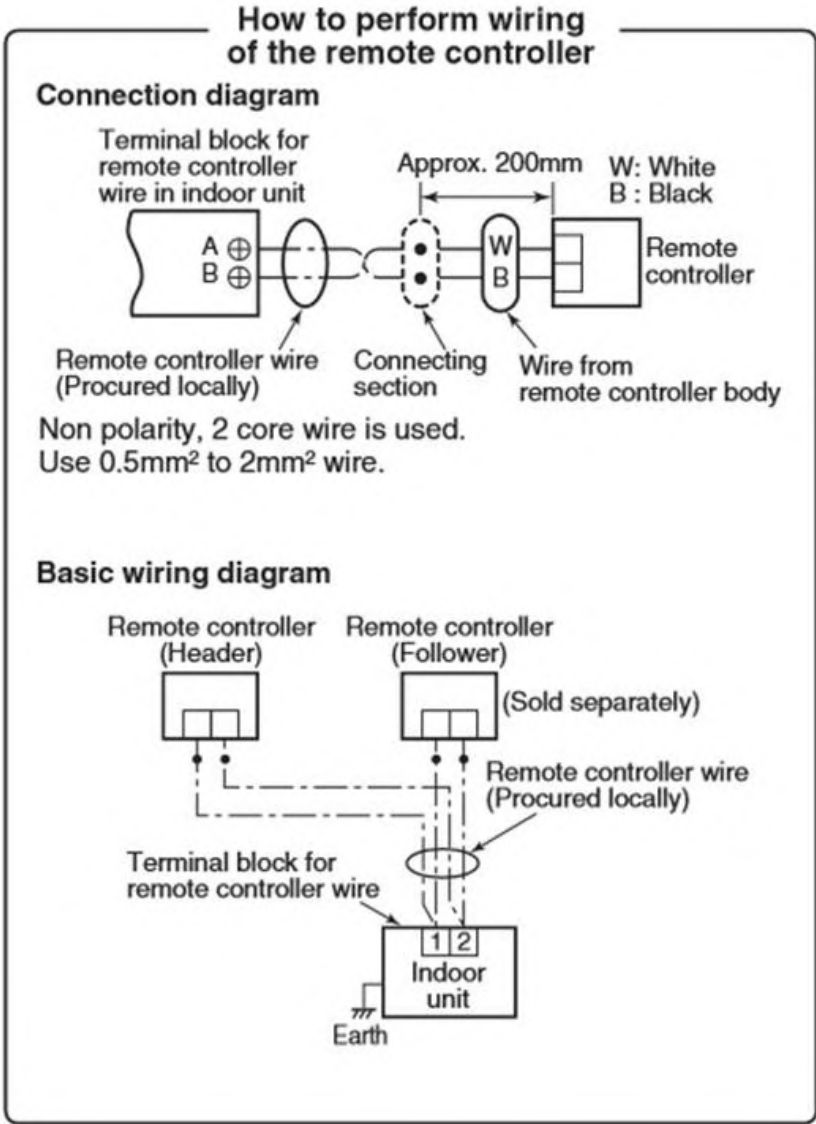 How to perform wiring
of the remote controller
Connection diagram
Terminal block for
remote controller
wire in indoor unit
Approx. 200mm
W: White
B : Black
A
B
W
B
Remote
controller
Remote controller wire
(Procured locally)
Connecting
section
Wire from
remote controller body
Non polarity, 2 core wire is used.
Use 0.5mm² to 2mm² wire.
Basic wiring diagram
Remote controller
(Header)
Remote controller
(Follower)
(Sold separately)
Remote controller wire
(Procured locally)
Terminal block for
remote controller wire
1 2
Indoor
unit
Earth